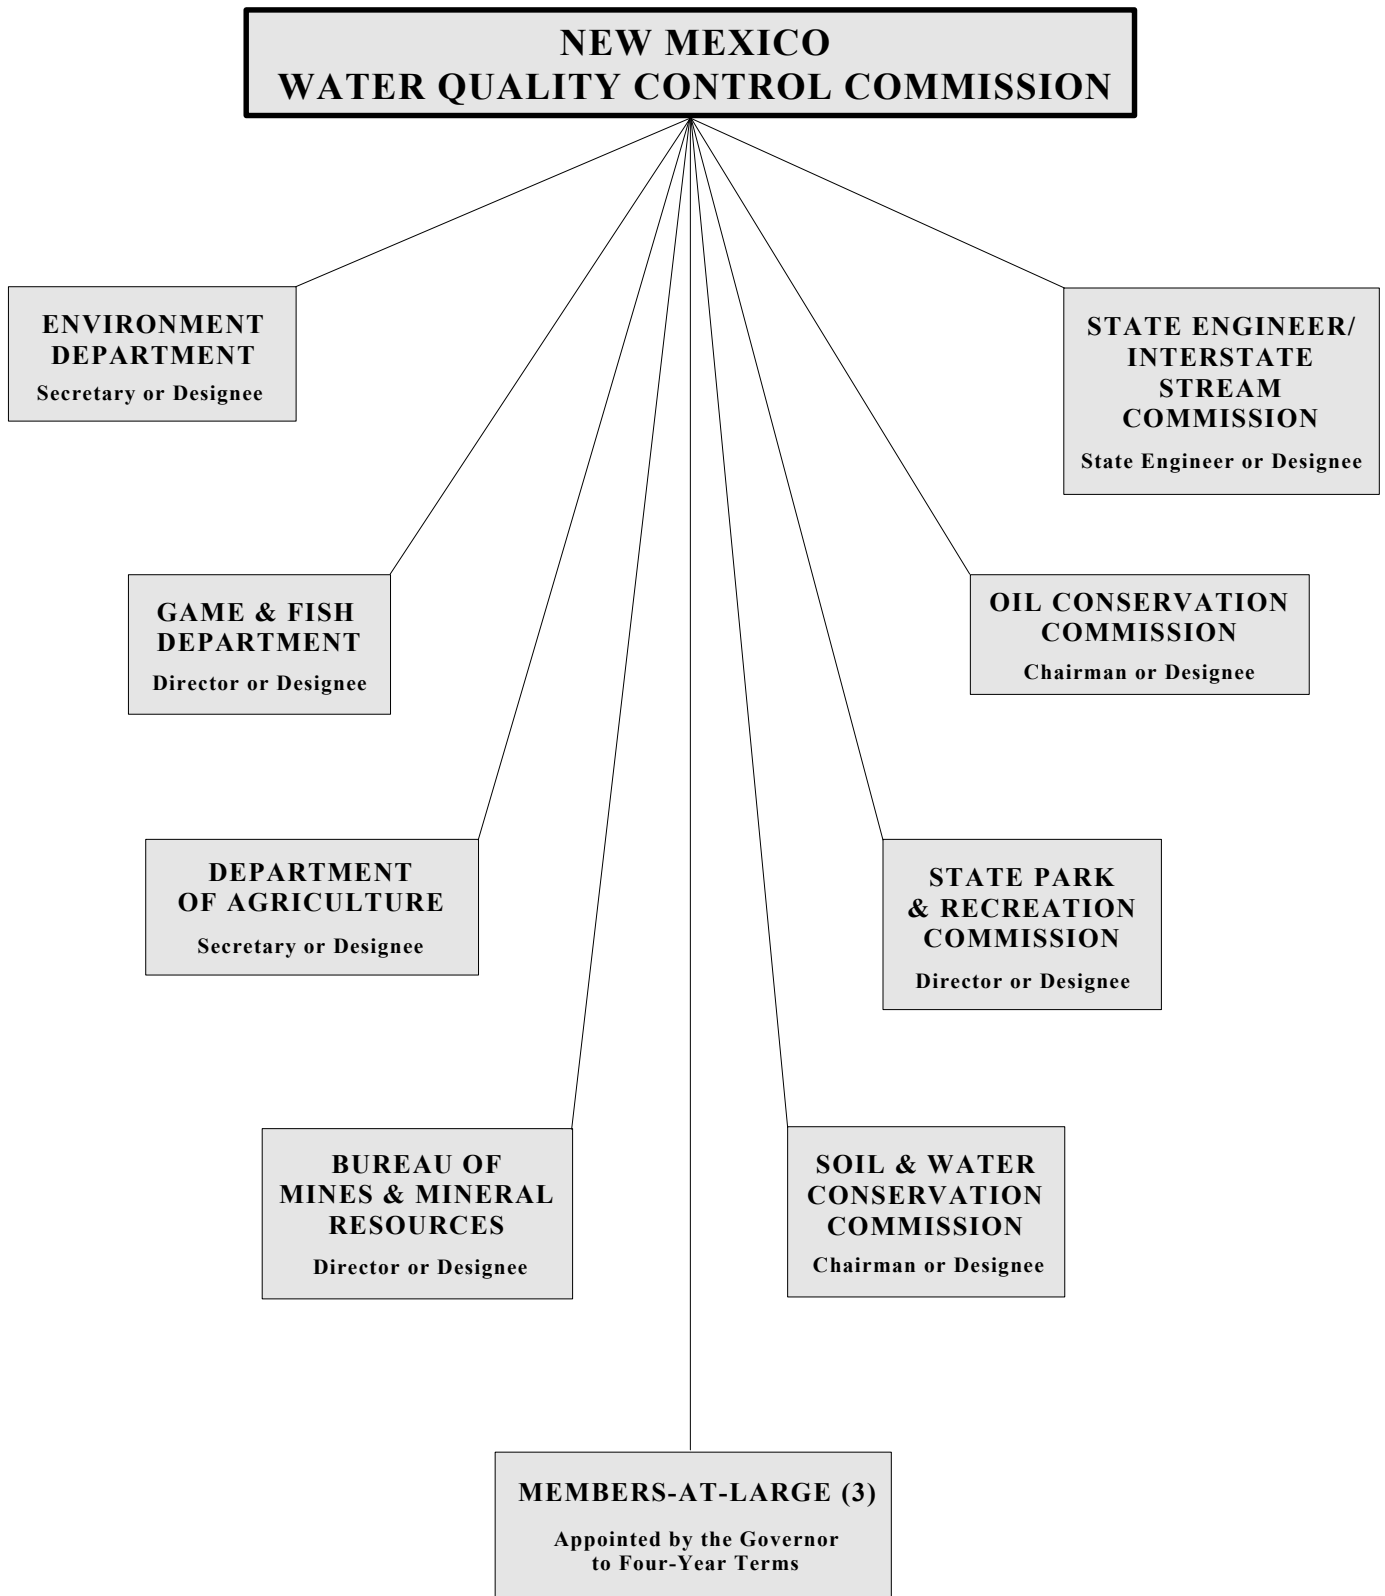 NEW MEXICO
WATER QUALITY CONTROL COMMISSION
ENVIRONMENT
DEPARTMENT
Secretary or Designee
STATE ENGINEER/
INTERSTATE
STREAM
COMMISSION
State Engineer or Designee
GAME & FISH
DEPARTMENT
Director or Designee
OIL CONSERVATION
COMMISSION
Chairman or Designee
DEPARTMENT
OF AGRICULTURE
Secretary or Designee
STATE PARK
& RECREATION
COMMISSION
Director or Designee
BUREAU OF
MINES & MINERAL
RESOURCES
Director or Designee
SOIL & WATER
CONSERVATION
COMMISSION
Chairman or Designee
MEMBERS-AT-LARGE (3)
Appointed by the Governor
to Four-Year Terms